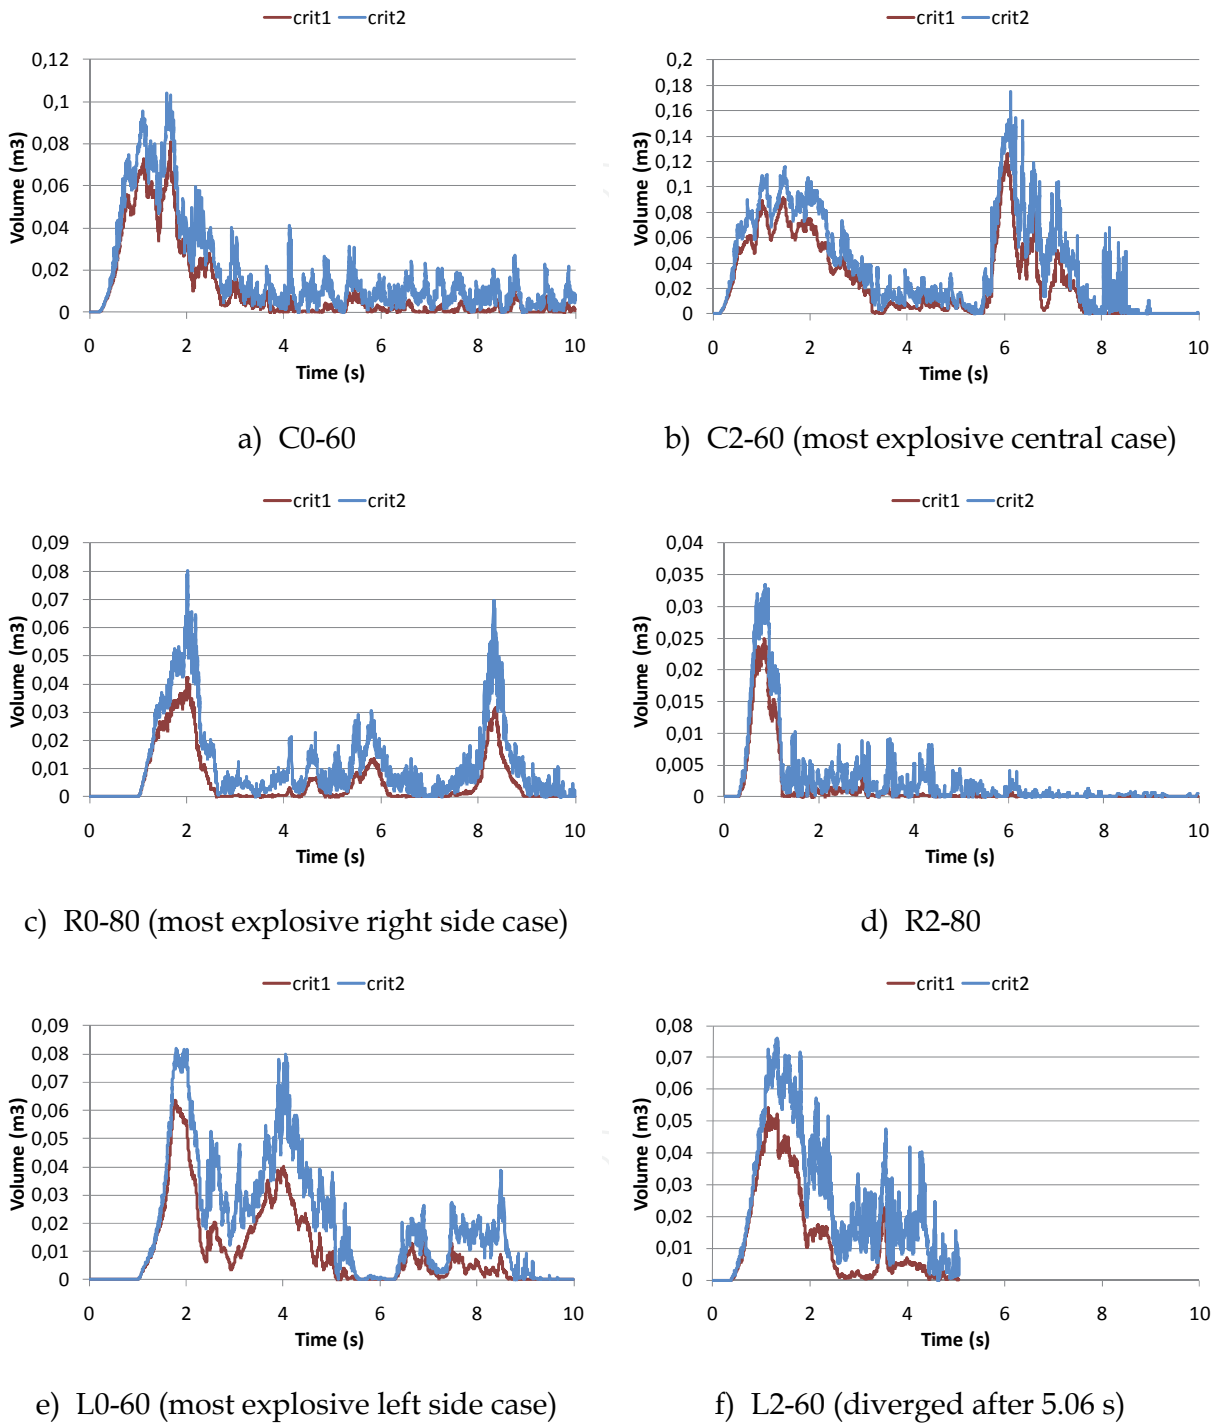 crit1 crit2
0,12
0,1
0,08
0,06
0,04
0,02
0
Volume (m3)
0 2 4 6 8 10
Time (s)
a) C0-60
crit1 crit2
0,2
0,18
0,16
0,14
0,12
0,1
0,08
0,06
0,04
0,02
0
Volume (m3)
0 2 4 6 8 10
Time (s)
b) C2-60 (most explosive central case)
crit1 crit2
0,09
0,08
0,07
0,06
0,05
0,04
0,03
0,02
0,01
0
Volume (m3)
0 2 4 6 8 10
Time (s)
c) R0-80 (most explosive right side case)
crit1 crit2
0,04
0,035
0,03
0,025
0,02
0,015
0,01
0,005
0
Volume (m3)
0 2 4 6 8 10
Time (s)
d) R2-80
crit1 crit2
0,09
0,08
0,07
0,06
0,05
0,04
0,03
0,02
0,01
0
Volume (m3)
0 2 4 6 8 10
Time (s)
e) L0-60 (most explosive left side case)
crit1 crit2
0,08
0,07
0,06
0,05
0,04
0,03
0,02
0,01
0
Volume (m3)
0 2 4 6 8 10
Time (s)
f) L2-60 (diverged after 5.06 s)